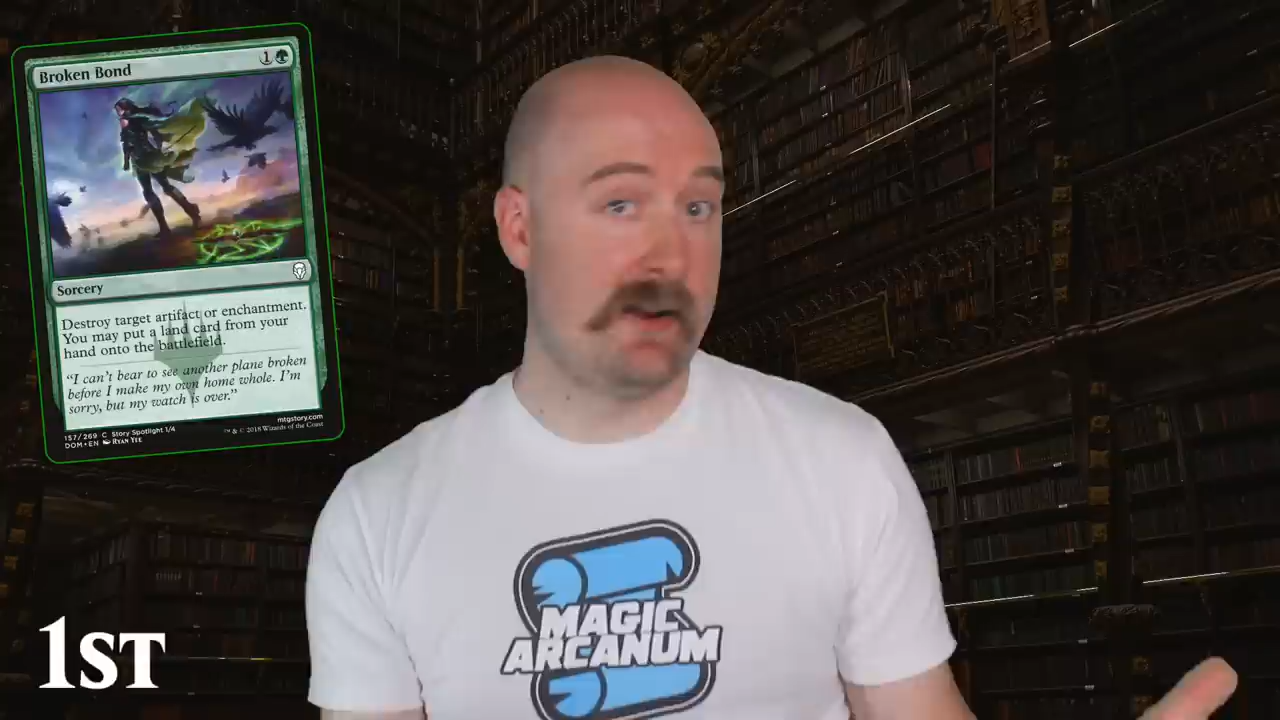 Broken Bond
1
Sorcery
Destroy target artifact or enchantment.
You may put a land card from your
hand onto the battlefield.
"I can't bear to see another plane broken
before I make my own home whole. I'm
sorry, but my watch is over."
157/269 C Story Spotlight 1/4
mtgstory.com
DOM • EN Ryan Yee
™ & © 2018 Wizards of the Coast
MAGIC
ARCANUM
1ST